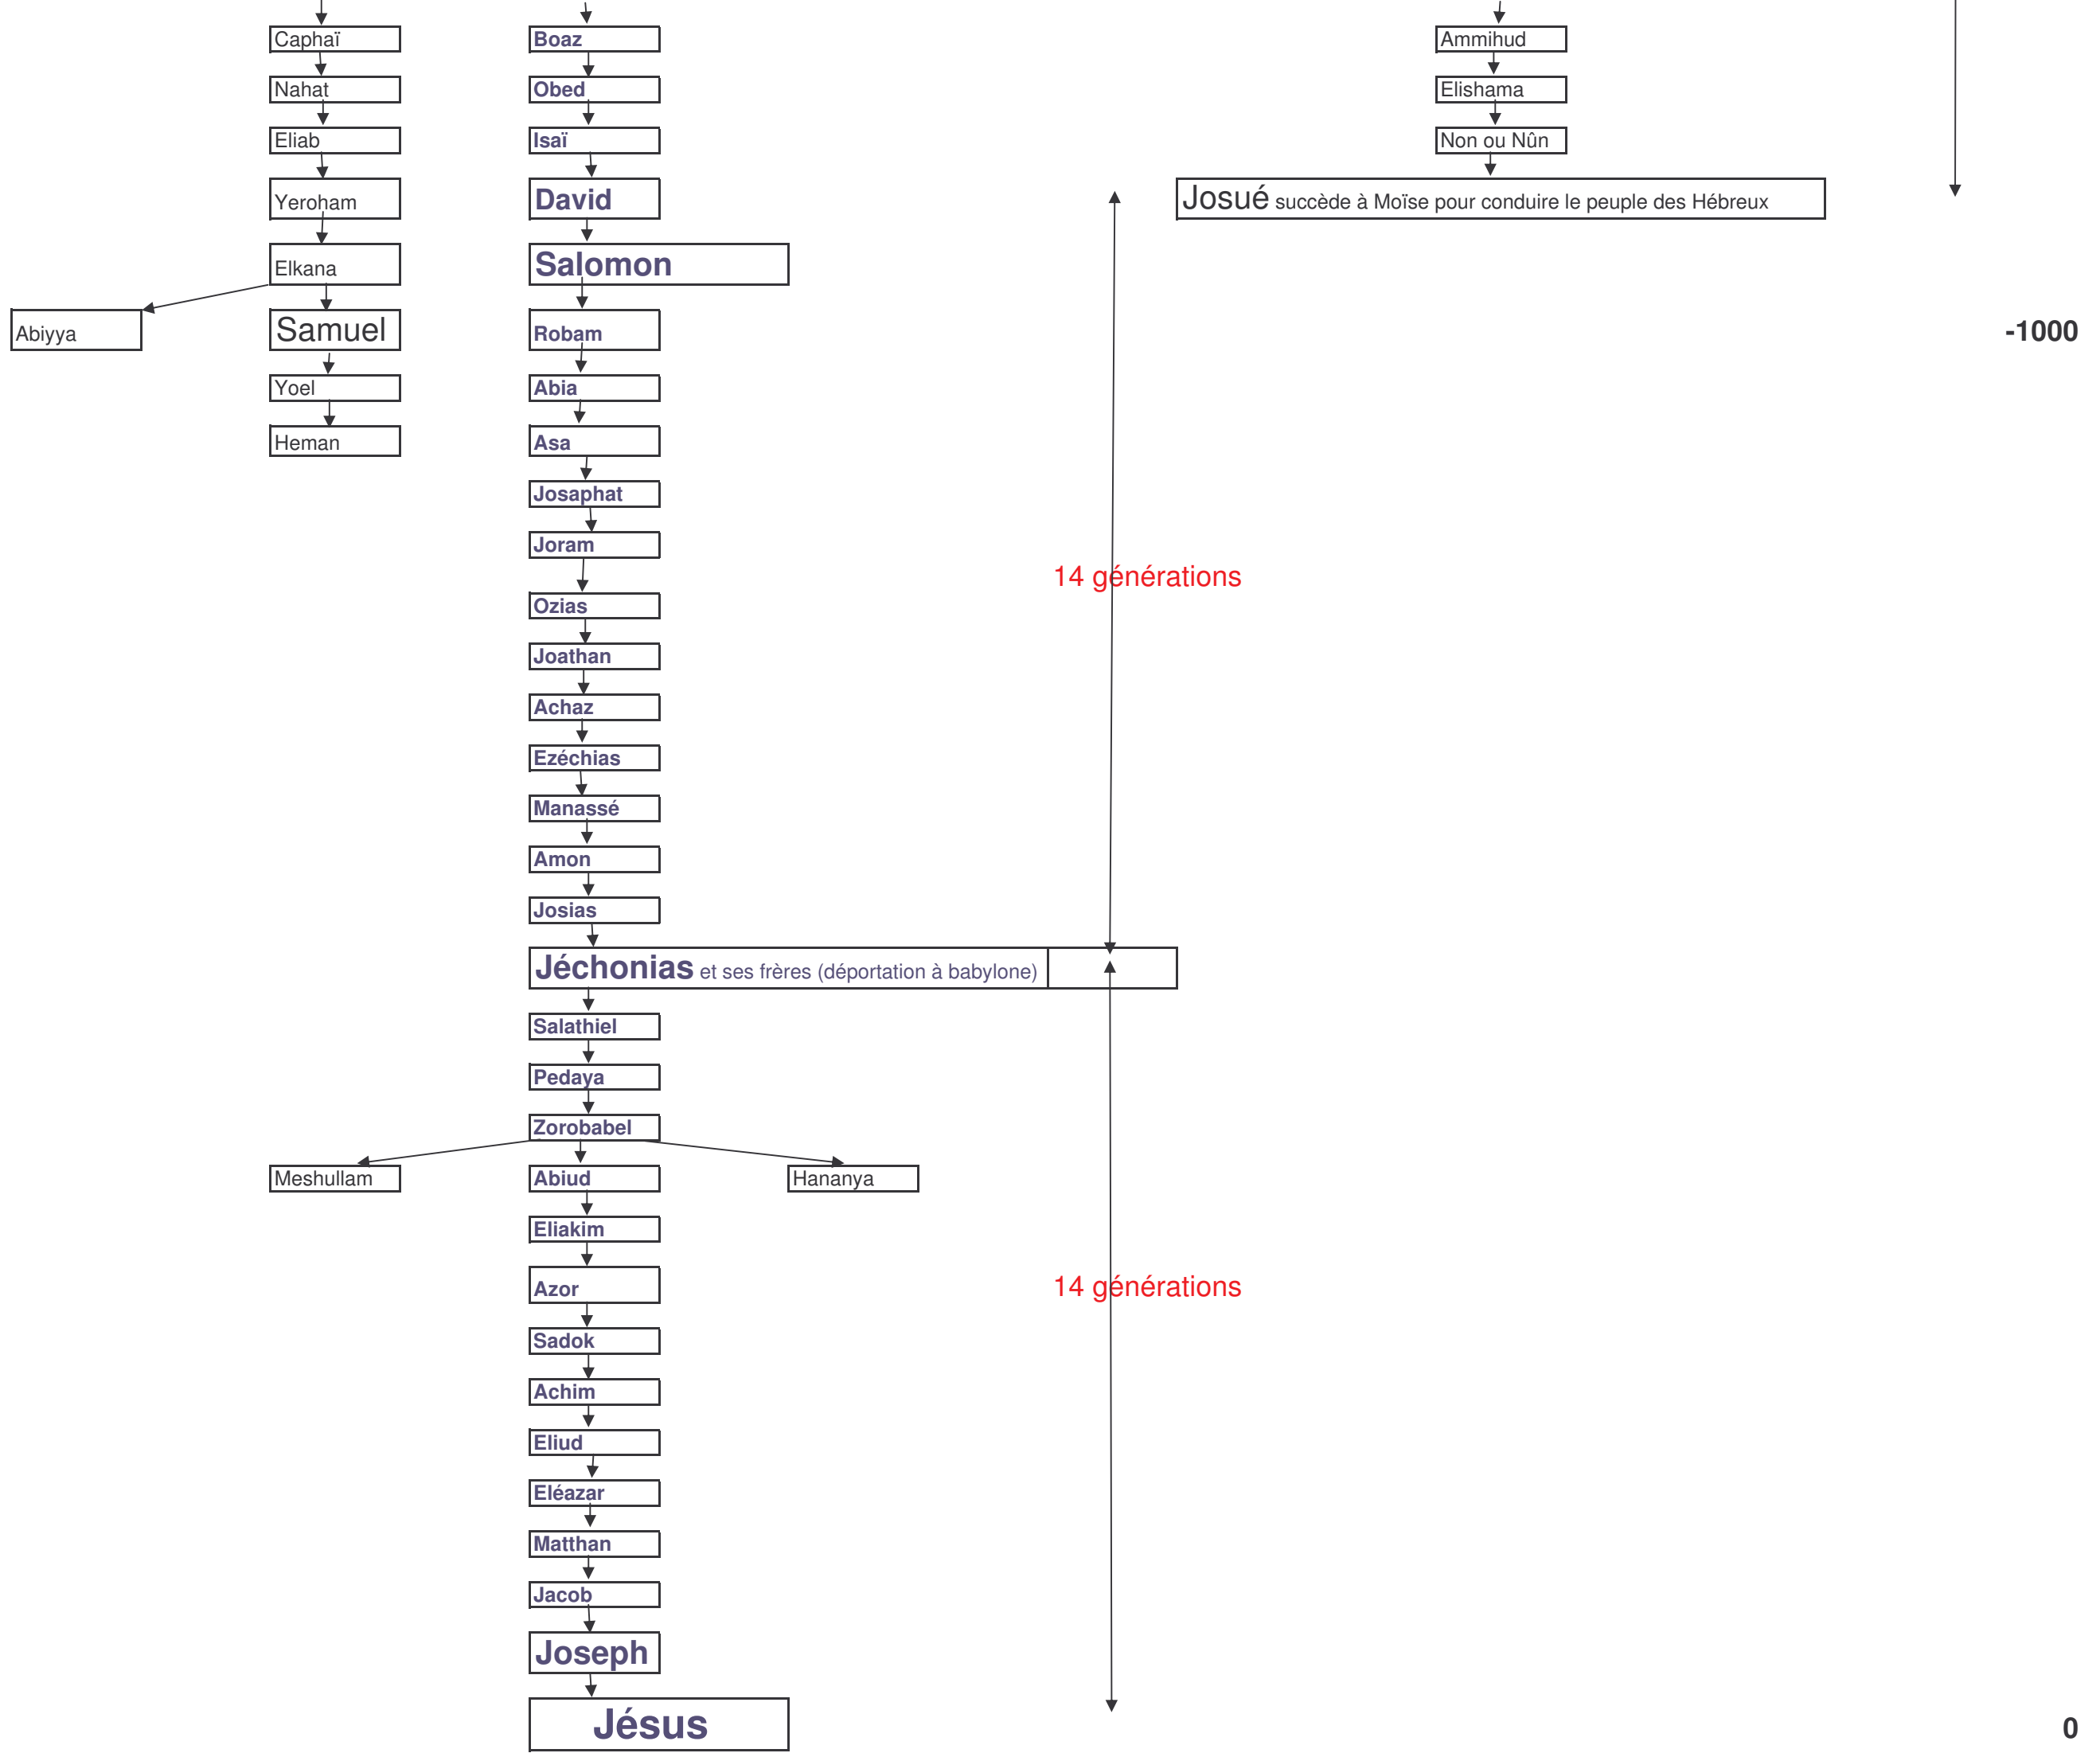 Caphaï Boaz Ammihud
Nahat Obed Elishama
Eliab Isaï Non ou Nûn
Yeroham David Josué succède à Moïse pour conduire le peuple des Hébreux
Elkana Salomon
Abiyya Samuel Robam -1000
Yoel Abia
Heman Asa
Josaphat
Joram
14 générations
Ozias
Joathan
Achaz
Ezéchias
Manassé
Amon
Josias
Jéchonias et ses frères (déportation à babylone)
Salathiel
Pedaya
Zorobabel
Meshullam Abiud Hananya
Eliakim
Azor 14 générations
Sadok
Achim
Eliud
Eléazar
Matthan
Jacob
Joseph
Jésus 0